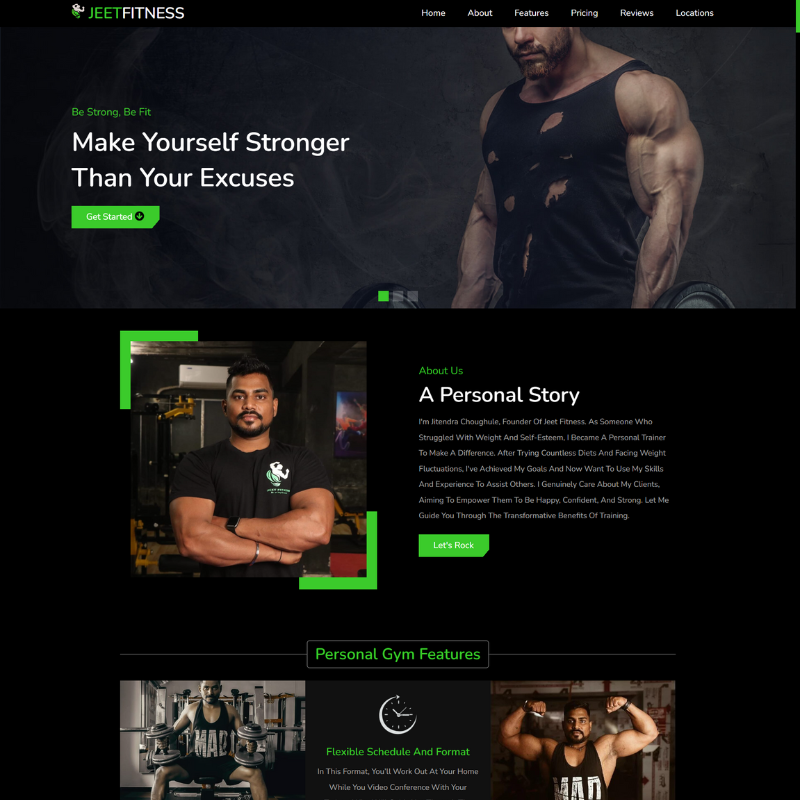 JEETFITNESS
Home About Features Pricing Reviews Locations
Be Strong, Be Fit
Make Yourself Stronger
Than Your Excuses
Get Started
About Us
A Personal Story
I'm Jitendra Choughule, Founder Of Jeet Fitness. As Someone Who
Struggled With Weight And Self-Esteem, I Became A Personal Trainer
To Make A Difference. After Trying Countless Diets And Facing Weight
Fluctuations, I've Achieved My Goals And Now Want To Use My Skills
And Experience To Assist Others. I Genuinely Care About My Clients,
Aiming To Empower Them To Be Happy, Confident, And Strong. Let Me
Guide You Through The Transformative Benefits Of Training.
Let's Rock
Personal Gym Features
MAD
Flexible Schedule And Format
In This Format, You'll Work Out At Your Home
While You Video Conference With Your
MAD